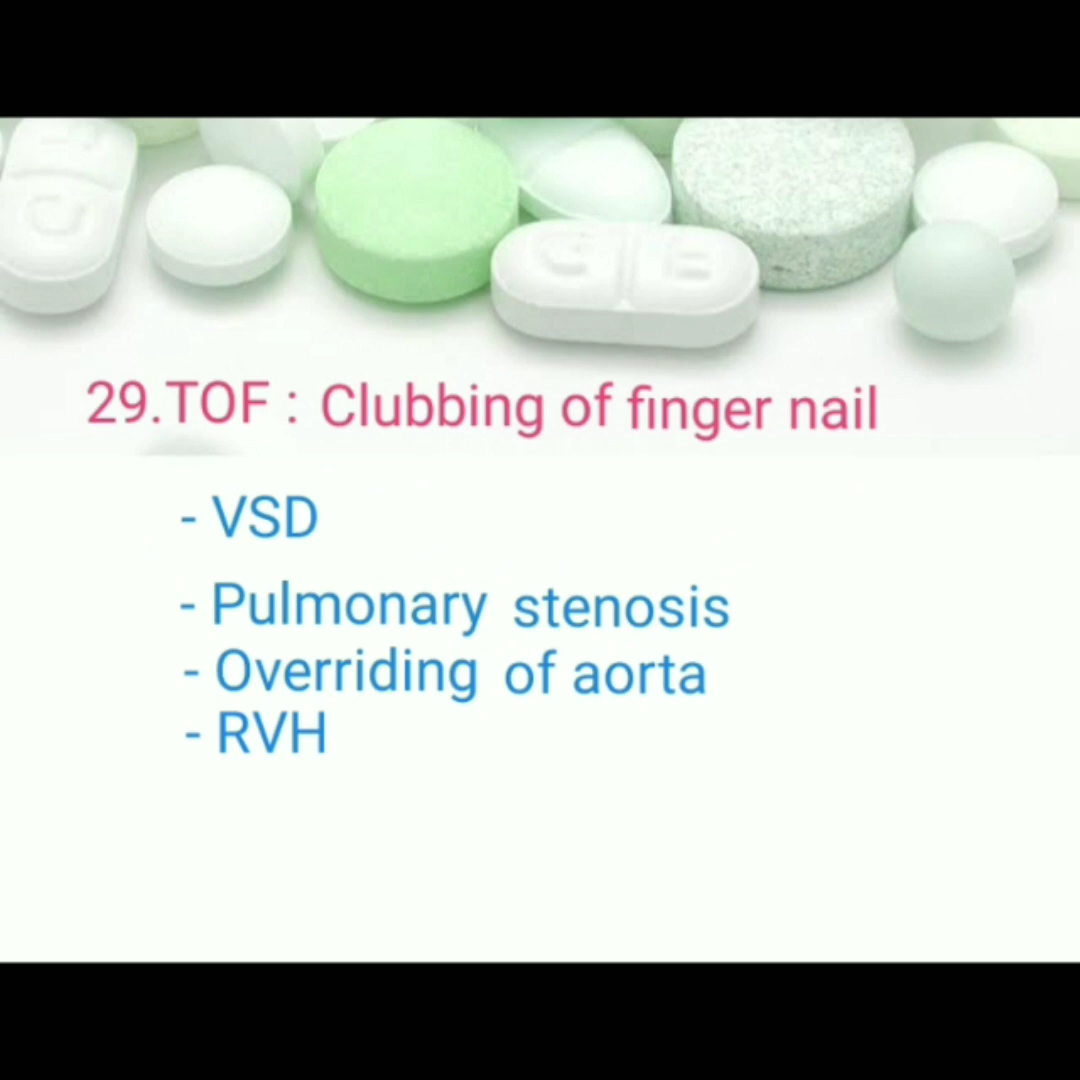 29.TOF : Clubbing of finger nail
- VSD
- Pulmonary stenosis
- Overriding of aorta
- RVH